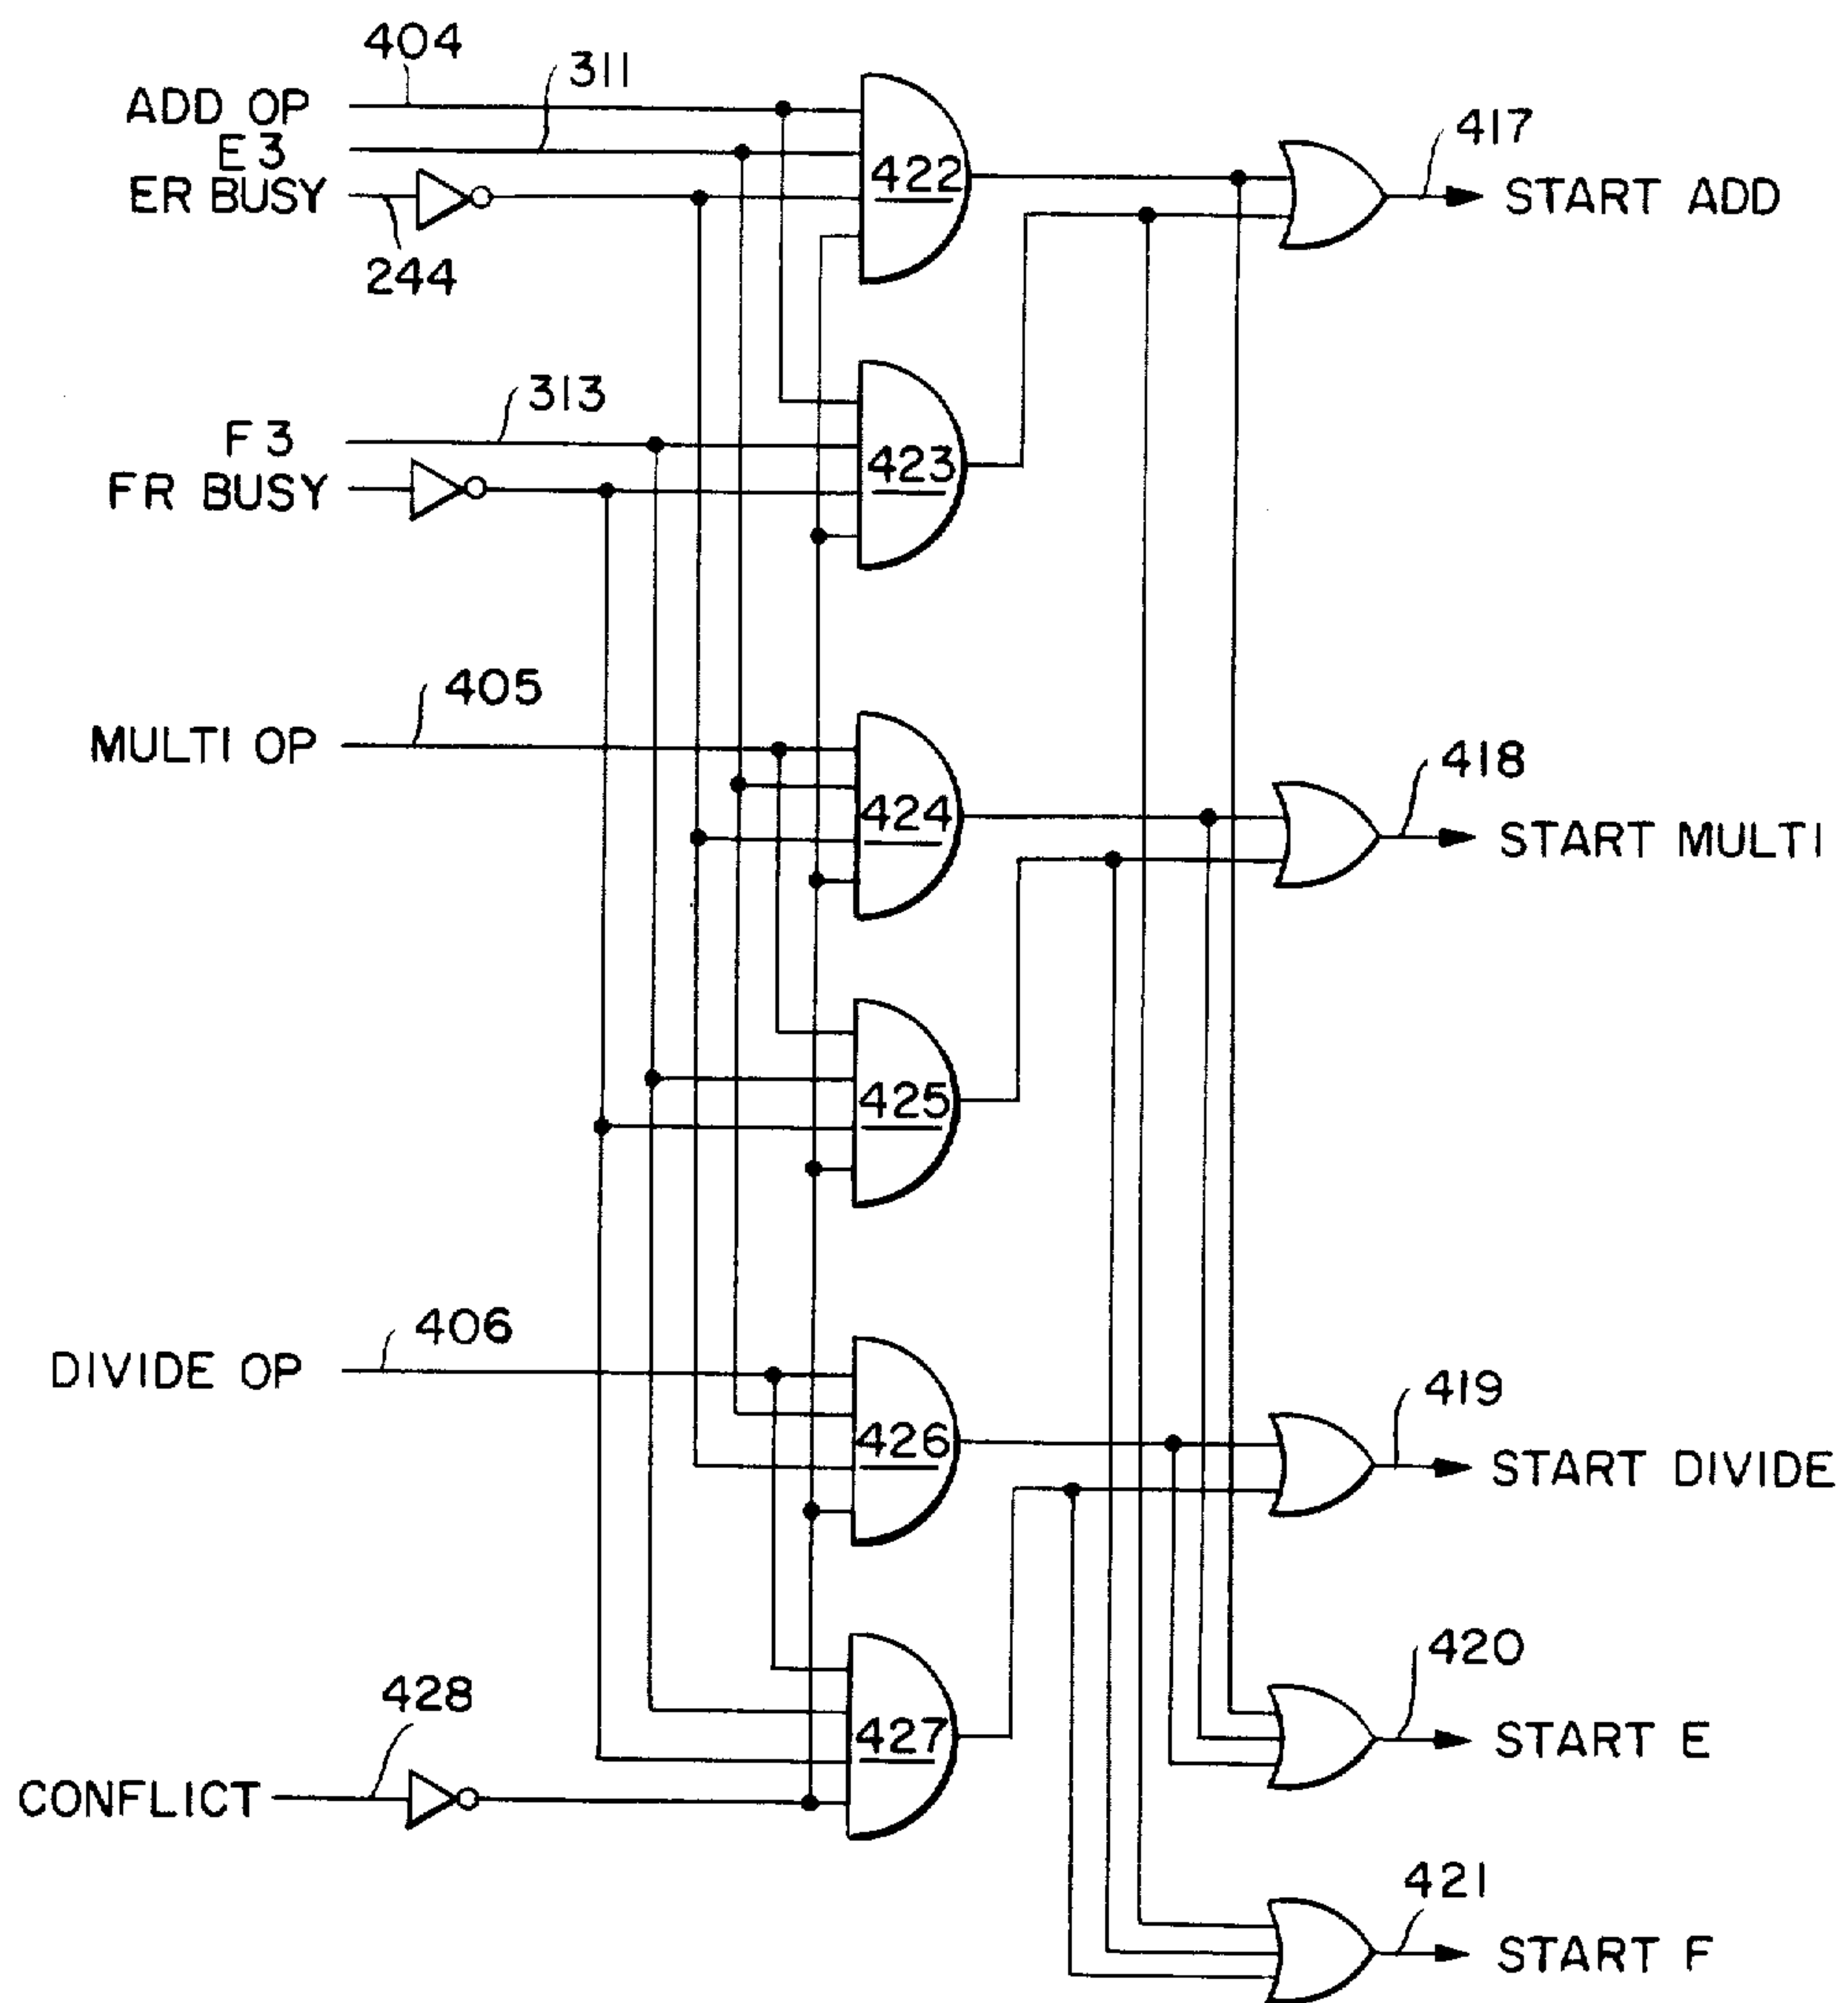 404
311
ADD OP
E3
ER BUSY
244
422
417
START ADD
313
F3
FR BUSY
423
405
MULTI OP
424
418
START MULTI
425
406
DIVIDE OP
426
419
START DIVIDE
428
CONFLICT
427
420
START E
421
START F